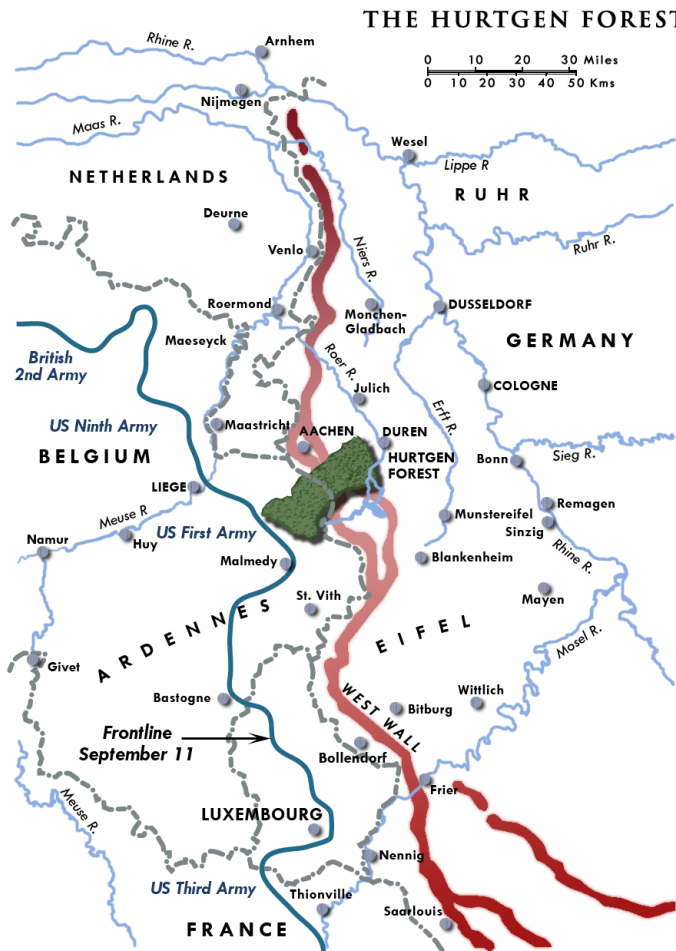 THE HURTGEN FOREST
Rhine R.
Arnhem
0 10 20 30 Miles
0 10 20 30 40 50 Kms
Nijmegen
Maas R.
Wesel
Lippe R
NETHERLANDS
RUHR
Deurne
Ruhr R.
Venlo
Niers R.
Roermond
Monchen-
Gladbach
DUSSELDORF
Maeseyck
GERMANY
British
2nd Army
Roer R.
Julich
COLOGNE
Erft R.
US Ninth Army
Maastricht
AACHEN
DUREN
BELGIUM
HURTGEN
FOREST
Bonn
Sieg R.
LIEGE
Meuse R
US First Army
Munstereifel
Remagen
Sinzig
Namur
Huy
Rhine R.
Malmedy
Blankenheim
St. Vith
Mayen
ARDENNES
EIFEL
Mosel R.
Givet
Bastogne
WEST WALL
Bitburg
Wittlich
Frontline
September 11
Bollendorf
Frier
Meuse R.
LUXEMBOURG
Nennig
US Third Army
Thionville
Saarlouis
FRANCE